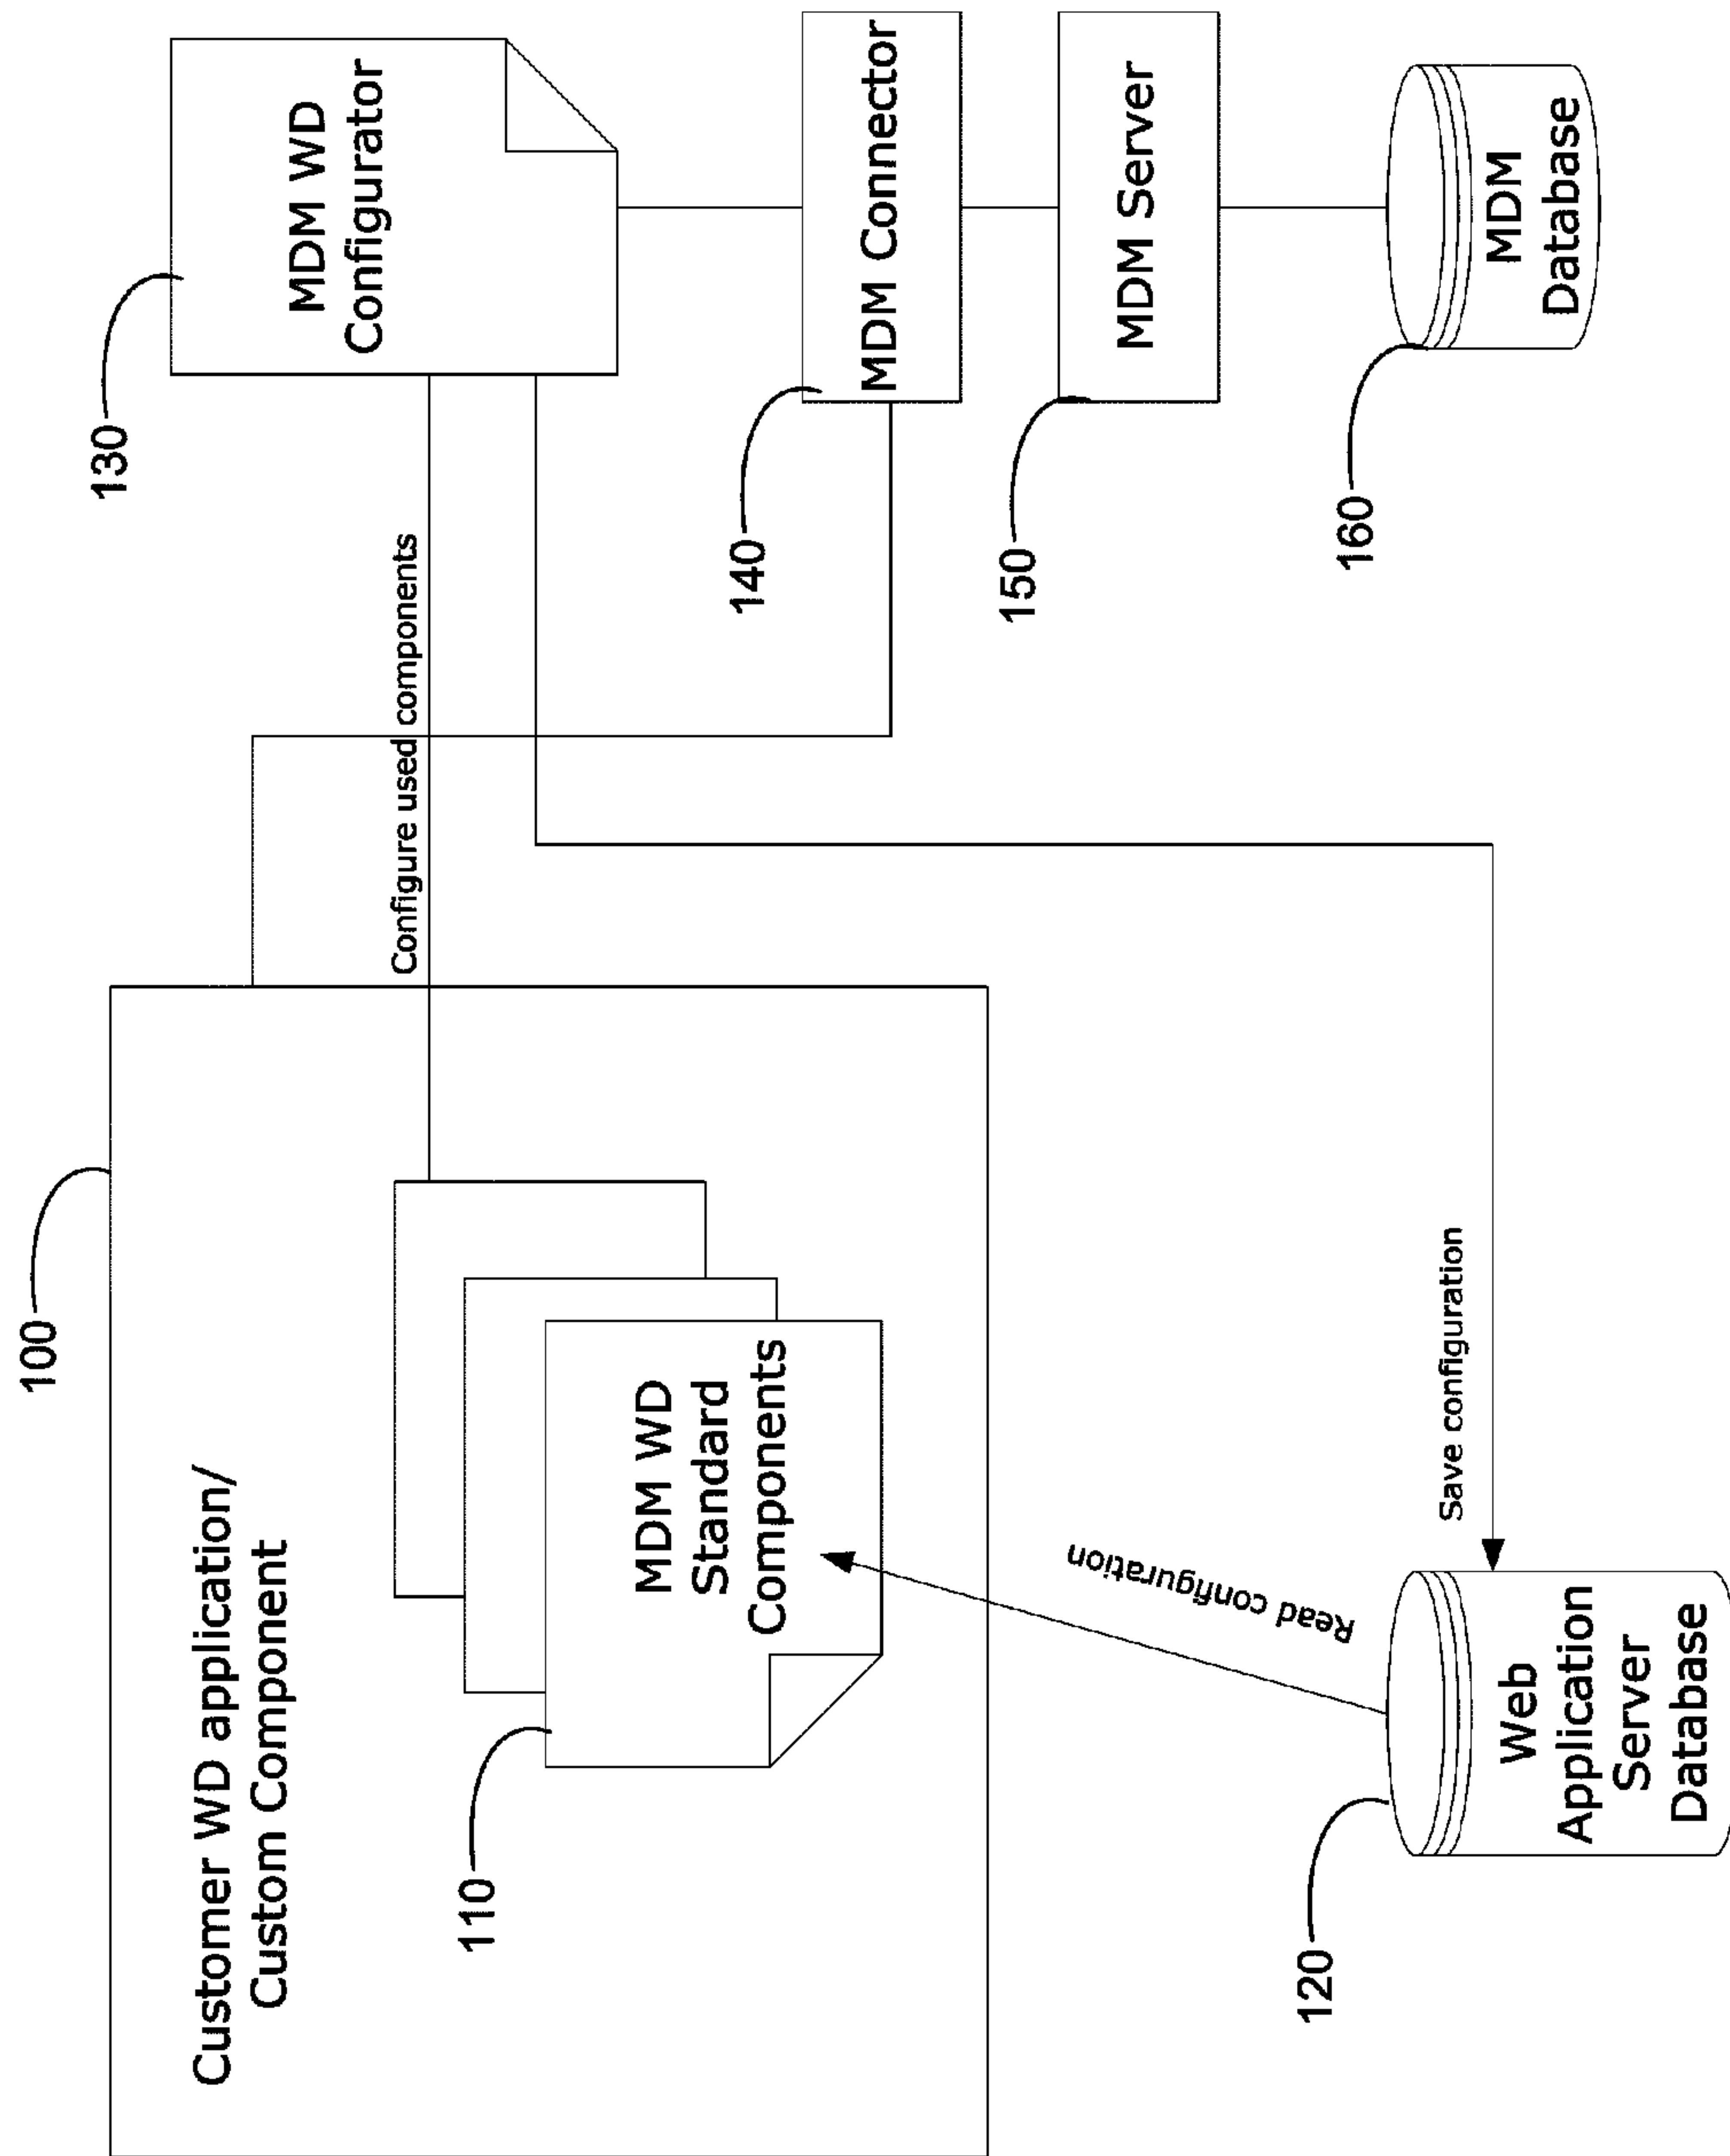 100
Customer WD application/
Custom Component
110
MDM WD
Standard
Components
Configure used components
130
MDM WD
Configurator
140
MDM Connector
150
MDM Server
160
MDM
Database
Read configuration
Save configuration
120
Web
Application
Server
Database